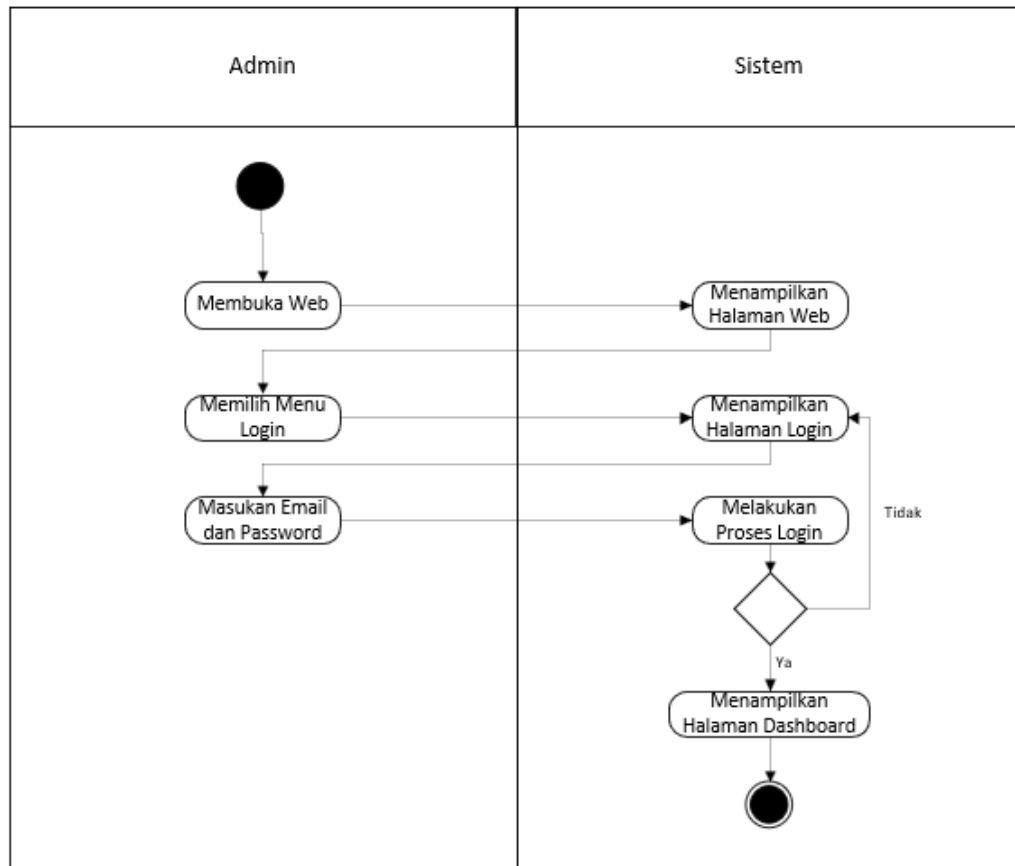 Admin
Sistem
Membuka Web
Menampilkan
Halaman Web
Memilih Menu
Login
Menampilkan
Halaman Login
Masukan Email
dan Password
Melakukan
Proses Login
Tidak
Ya
Menampilkan
Halaman Dashboard